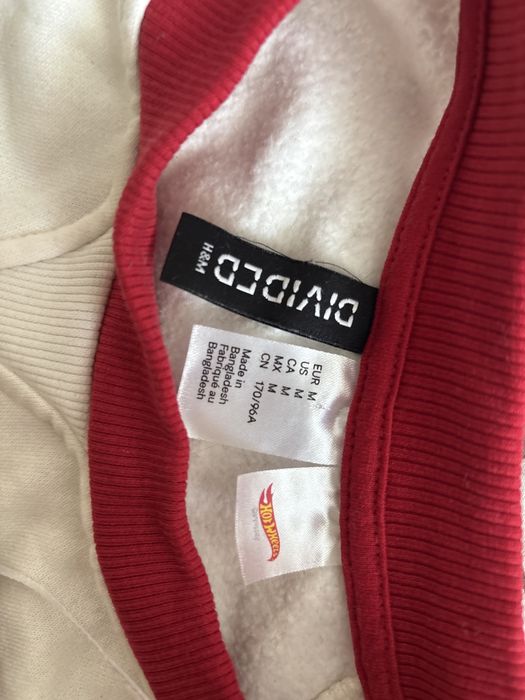 DIVIDED
H&M
EUR M
US M
CA M
MX M
CN 170/96A
Made in
Bangladesh
Fabriqué au
Bangladesh
Hot Wheels